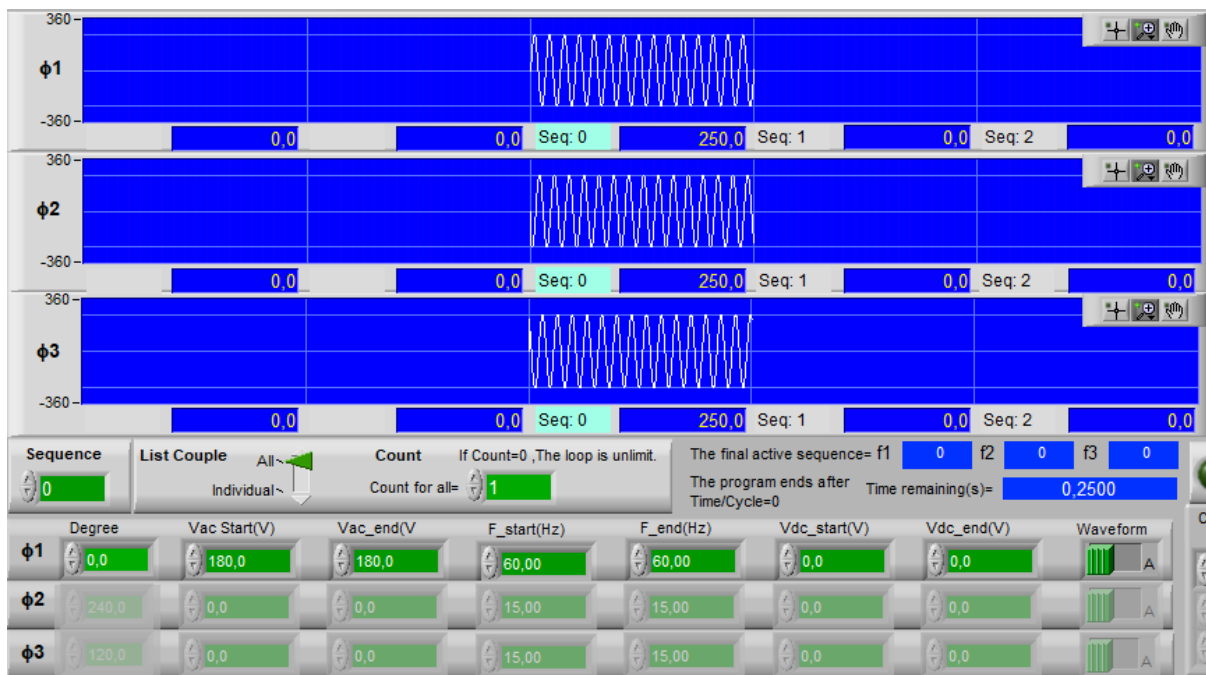 360
ϕ1
-360
0,0 0,0 Seq: 0 250,0 Seq: 1 0,0 Seq: 2 0,0
360
ϕ2
-360
0,0 0,0 Seq: 0 250,0 Seq: 1 0,0 Seq: 2 0,0
360
ϕ3
-360
0,0 0,0 Seq: 0 250,0 Seq: 1 0,0 Seq: 2 0,0
Sequence
0
List Couple
All
Individual
Count If Count=0 ,The loop is unlimit.
Count for all= 1
The final active sequence= f1 0 f2 0 f3 0
The program ends after
Time/Cycle=0
Time remaining(s)= 0,2500
Degree Vac Start(V) Vac_end(V F_start(Hz) F_end(Hz) Vdc_start(V) Vdc_end(V) Waveform
ϕ1 0,0 180,0 180,0 60,00 60,00 0,0 0,0 A
ϕ2 240,0 0,0 0,0 15,00 15,00 0,0 0,0 A
ϕ3 120,0 0,0 0,0 15,00 15,00 0,0 0,0 A